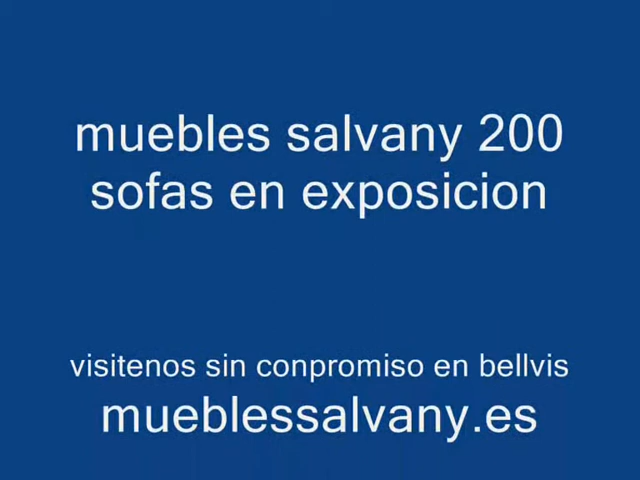 muebles salvany 200
sofas en exposicion
visitenos sin conpromiso en bellvis
mueblessalvany.es